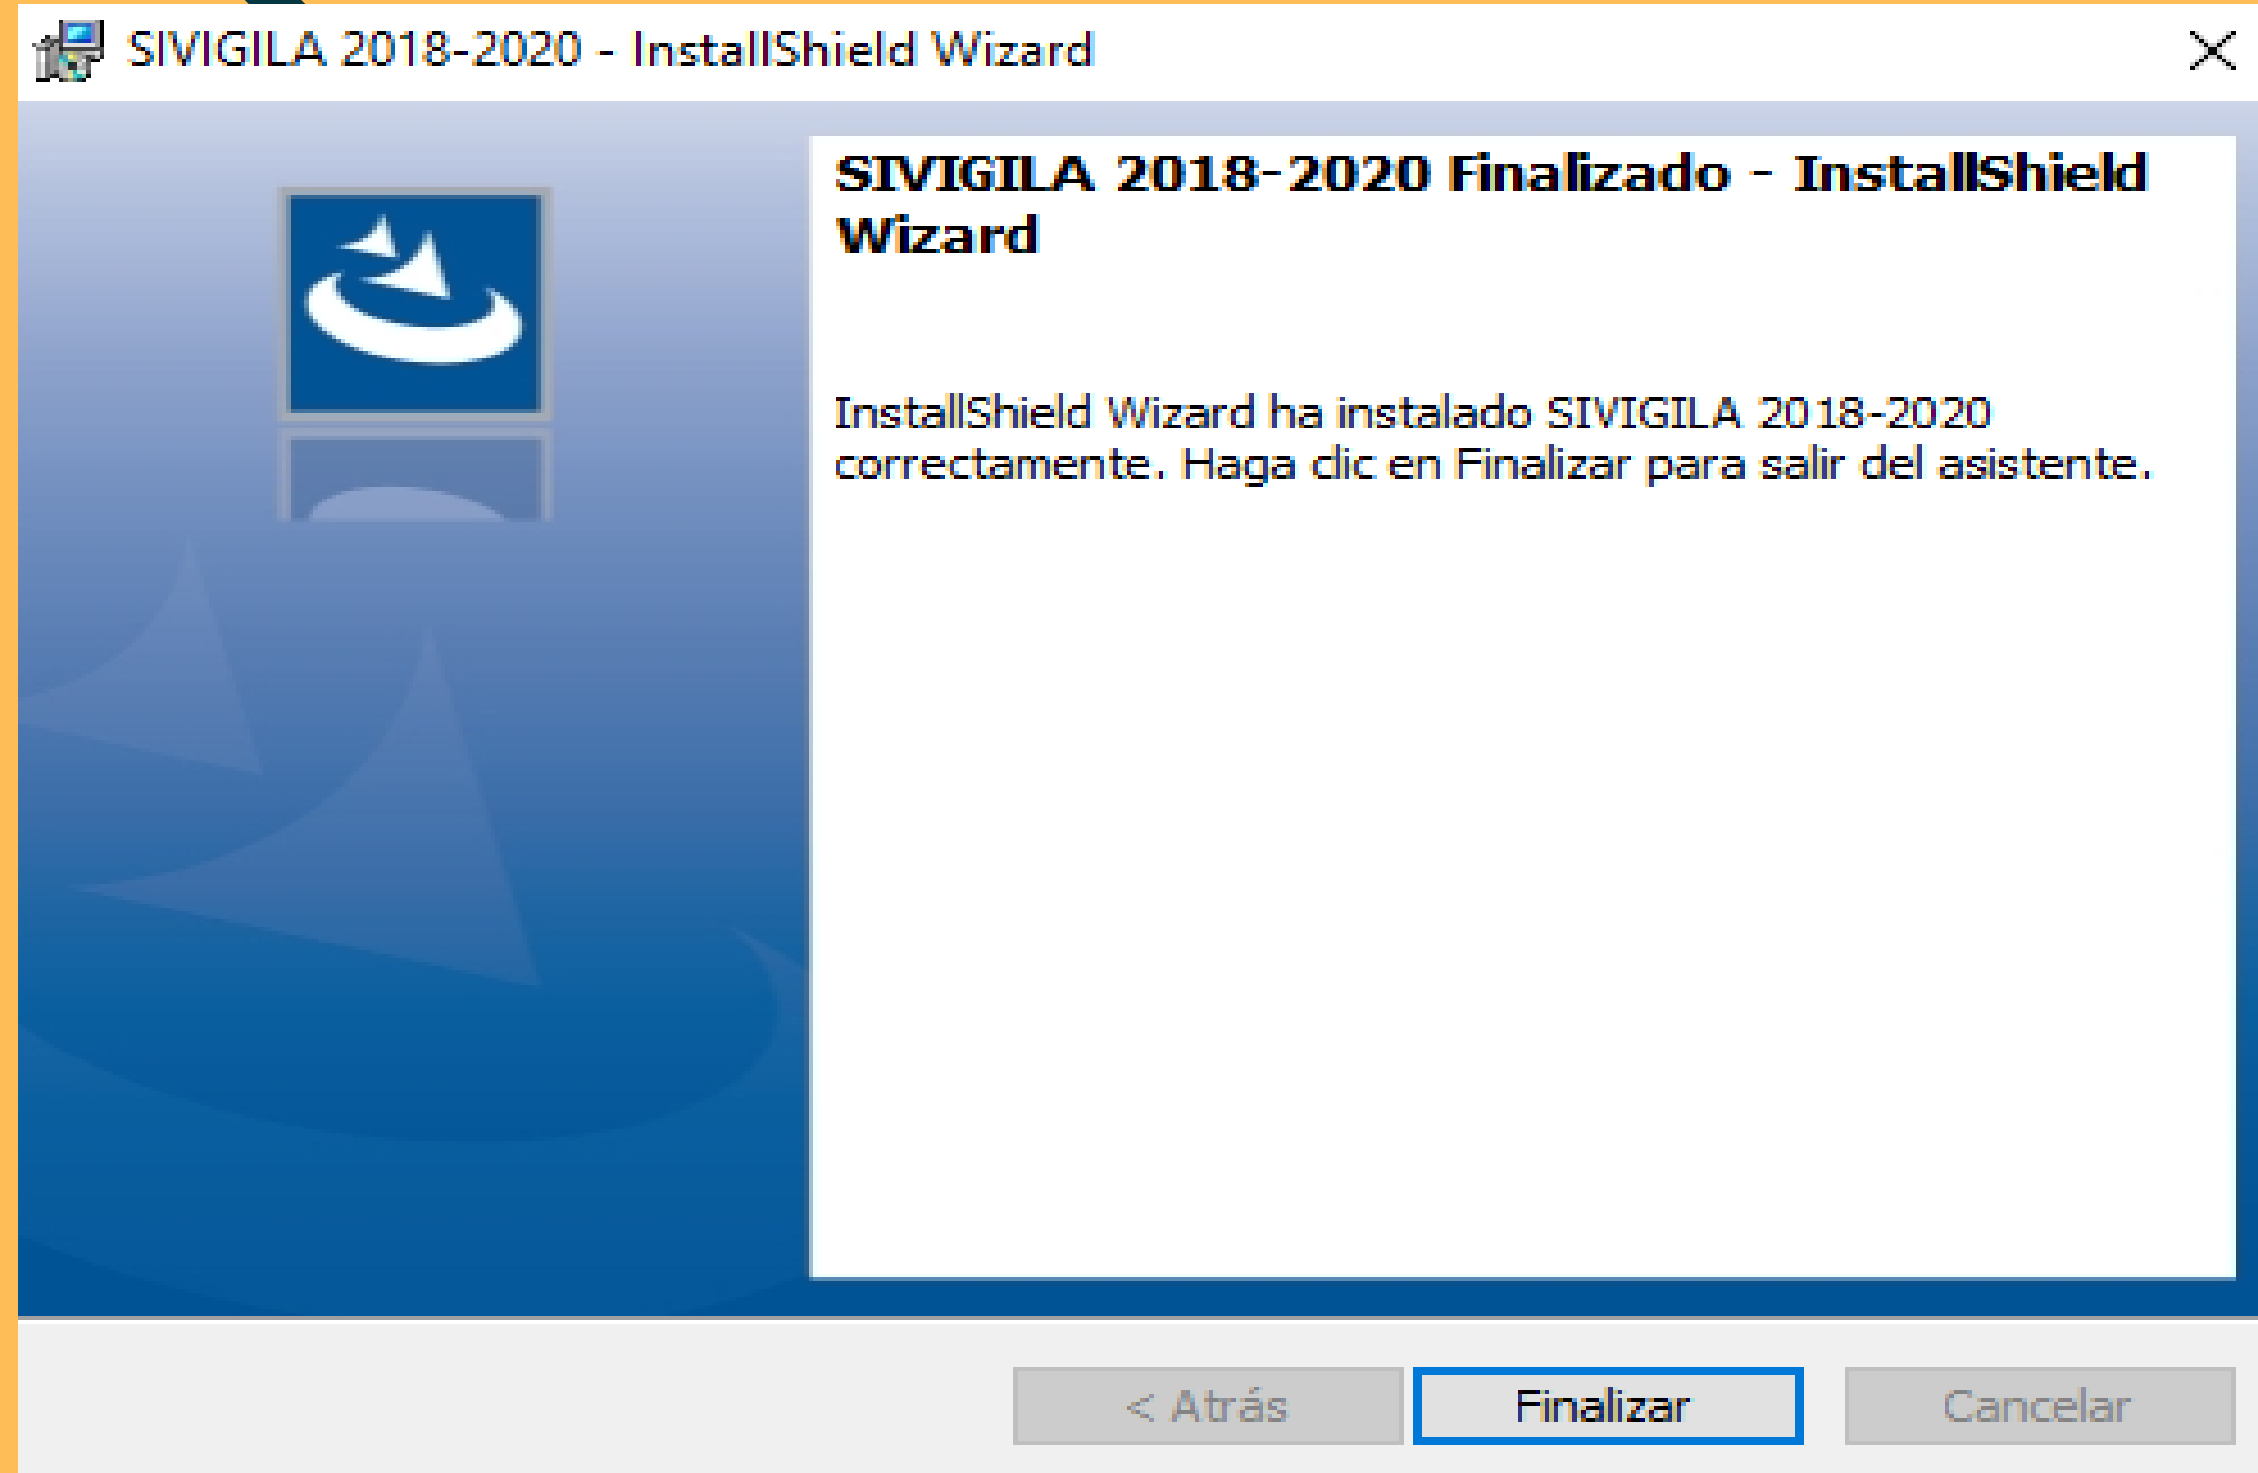 SIVIGILA 2018-2020 - InstallShield Wizard
SIVIGILA 2018-2020 Finalizado - InstallShield
Wizard
InstallShield Wizard ha instalado SIVIGILA 2018-2020
correctamente. Haga clic en Finalizar para salir del asistente.
< Atrás Finalizar Cancelar